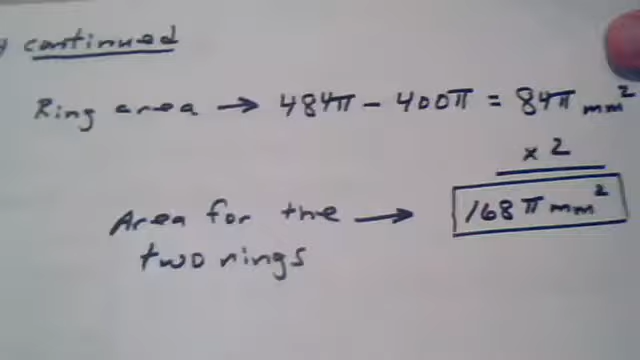 continued
Ring area → 484π - 400π = 84π mm²
x 2
Area for the → 168π mm²
two rings